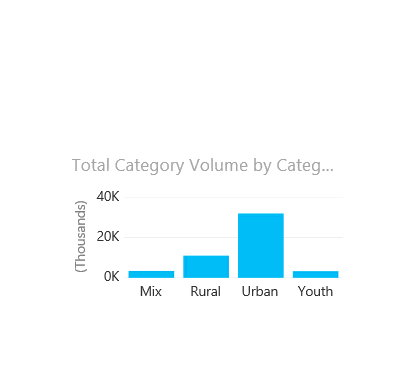 Total Category Volume by Categ...
(Thousands)
40K
20K
0K
Mix Rural Urban Youth